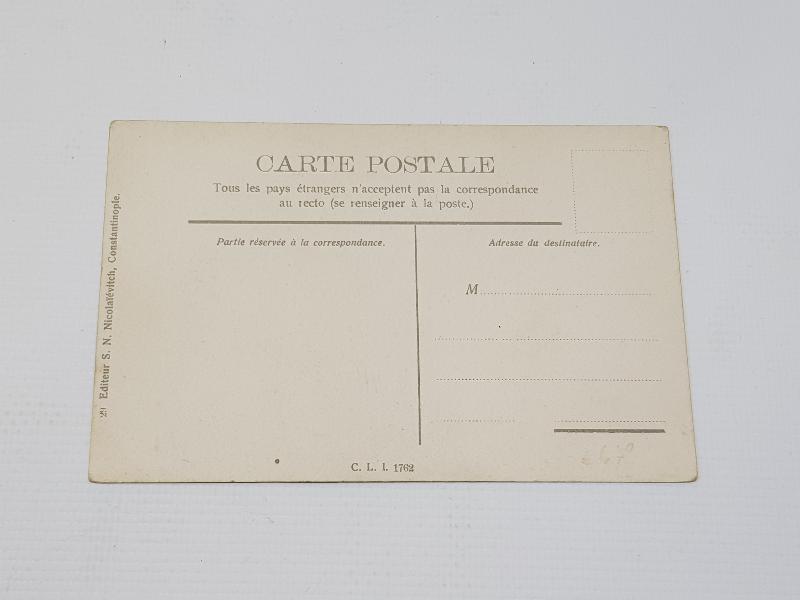 CARTE POSTALE
Tous les pays étrangers n'acceptent pas la correspondance
au recto (se renseigner à la poste.)
Partie réservée à la correspondance.
Adresse du destinataire.
M
29 Editeur S. N. Nicolaïévitch, Constantinople.
C. L. I. 1762